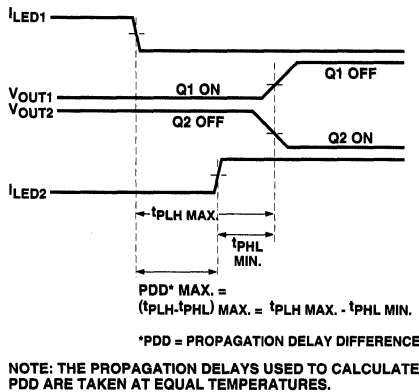 ILED1
Q1 OFF
VOUT1
Q1 ON
VOUT2
Q2 OFF
Q2 ON
ILED2
tPLH MAX.
tPHL
MIN.
PDD* MAX. =
(tPLH-tPHL) MAX. = tPLH MAX. - tPHL MIN.
*PDD = PROPAGATION DELAY DIFFERENCE
NOTE: THE PROPAGATION DELAYS USED TO CALCULATE
PDD ARE TAKEN AT EQUAL TEMPERATURES.